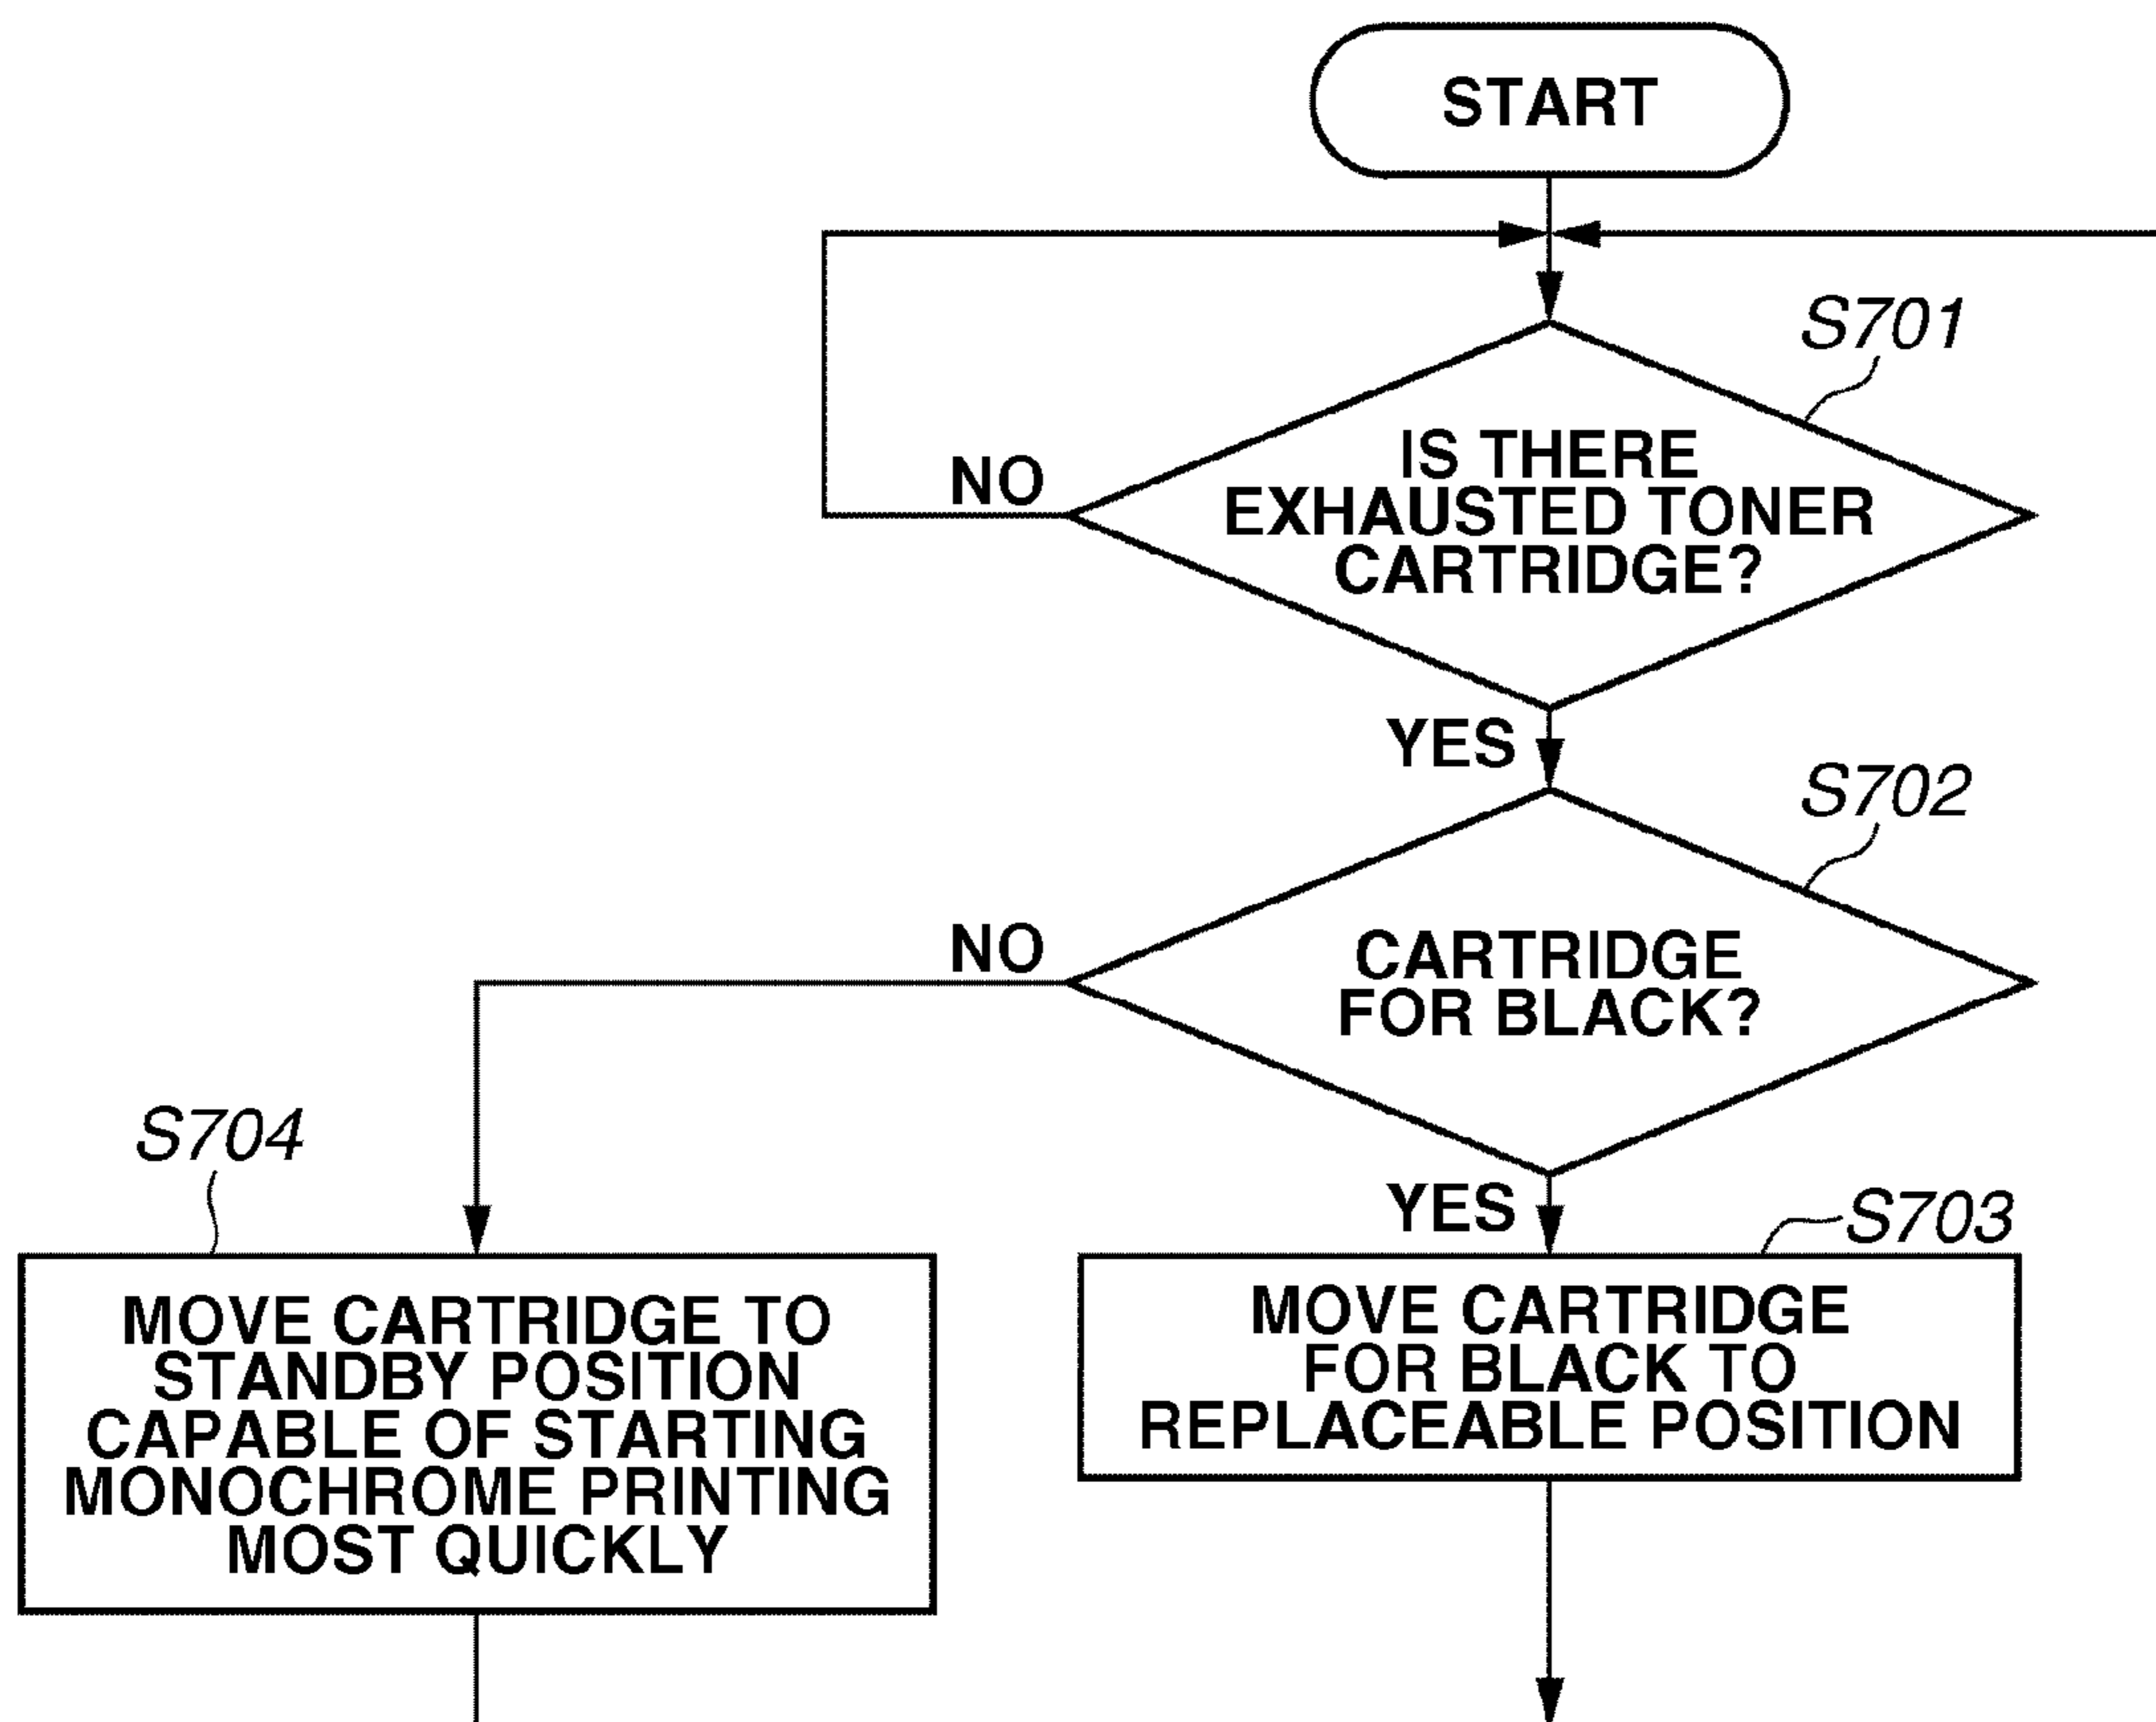 START
S701
IS THERE
EXHAUSTED TONER
CARTRIDGE?
NO
YES
S702
CARTRIDGE
FOR BLACK?
NO
YES
S704
MOVE CARTRIDGE TO
STANDBY POSITION
CAPABLE OF STARTING
MONOCHROME PRINTING
MOST QUICKLY
S703
MOVE CARTRIDGE
FOR BLACK TO
REPLACEABLE POSITION